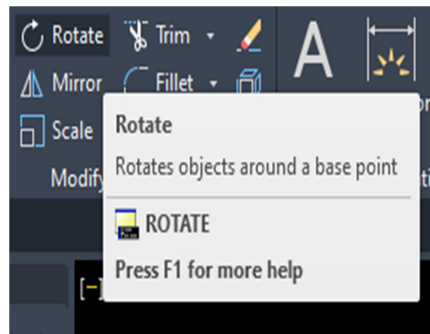 Rotate Trim
Mirror Fillet
Scale
Modify
A
Rotate
Rotates objects around a base point
ROTATE
Press F1 for more help
[-]